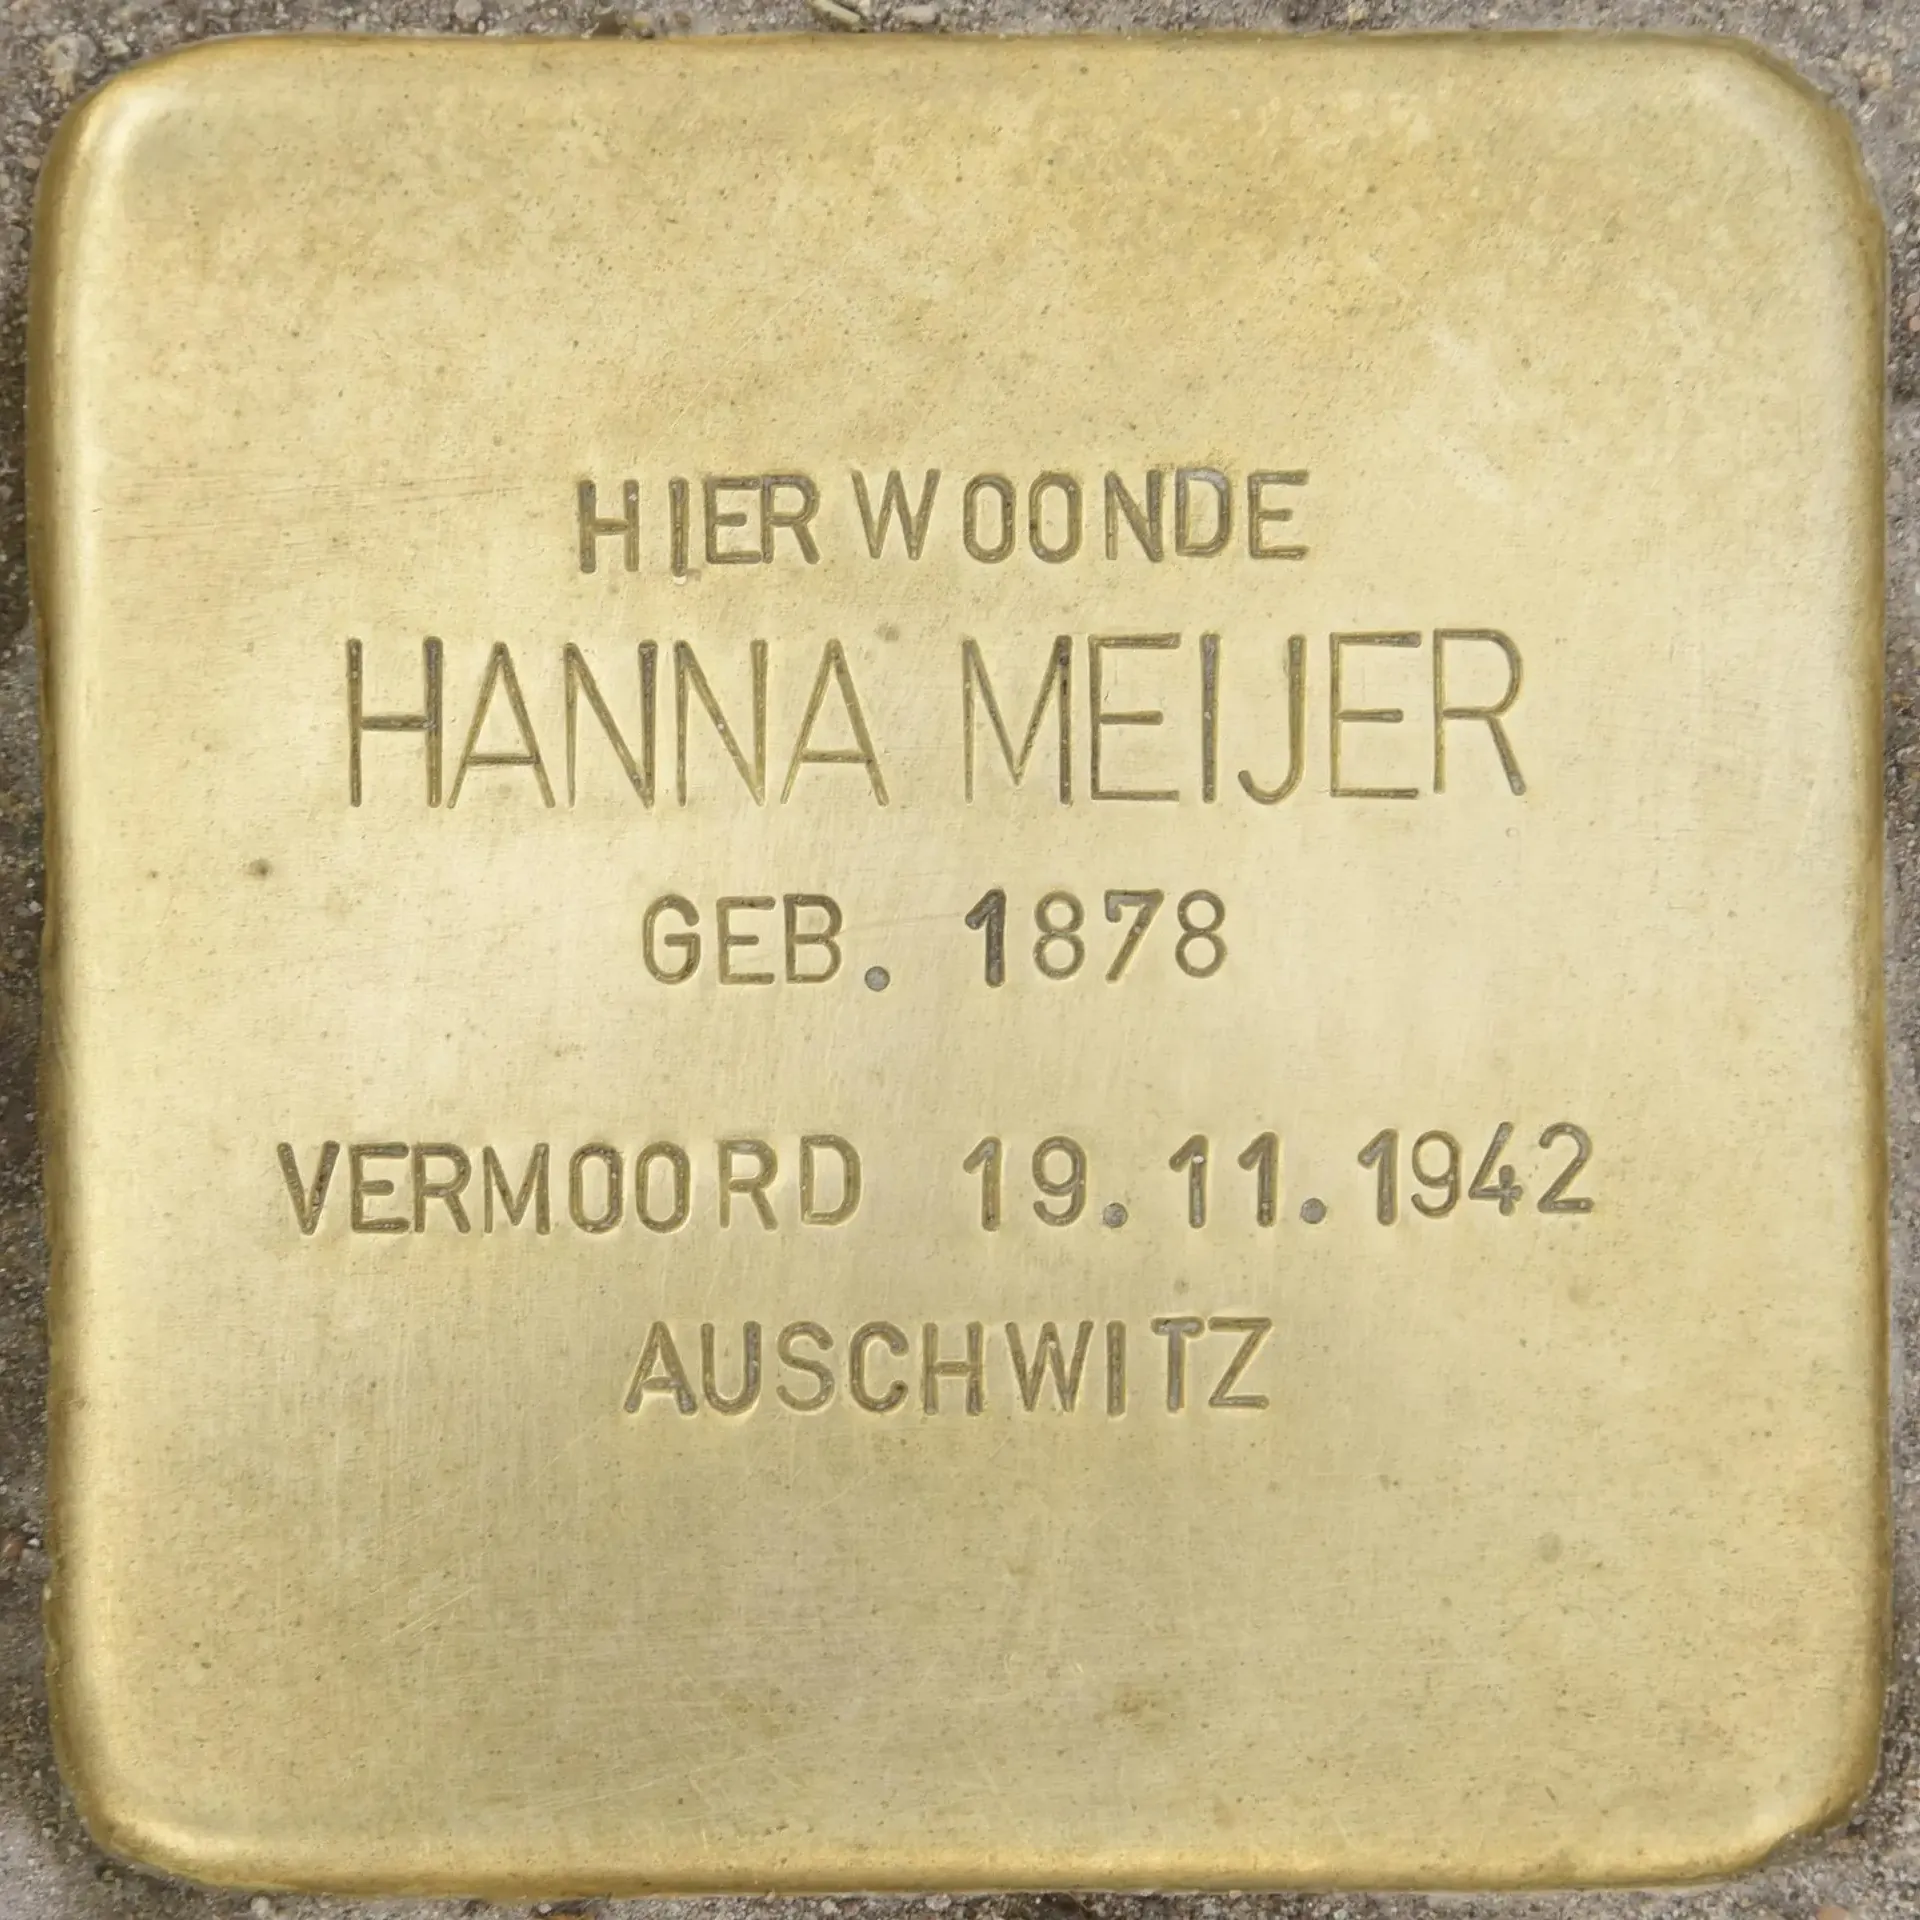 HIER WOONDE
HANNA MEIJER
GEB. 1878
VERMOORD 19.11.1942
AUSCHWITZ